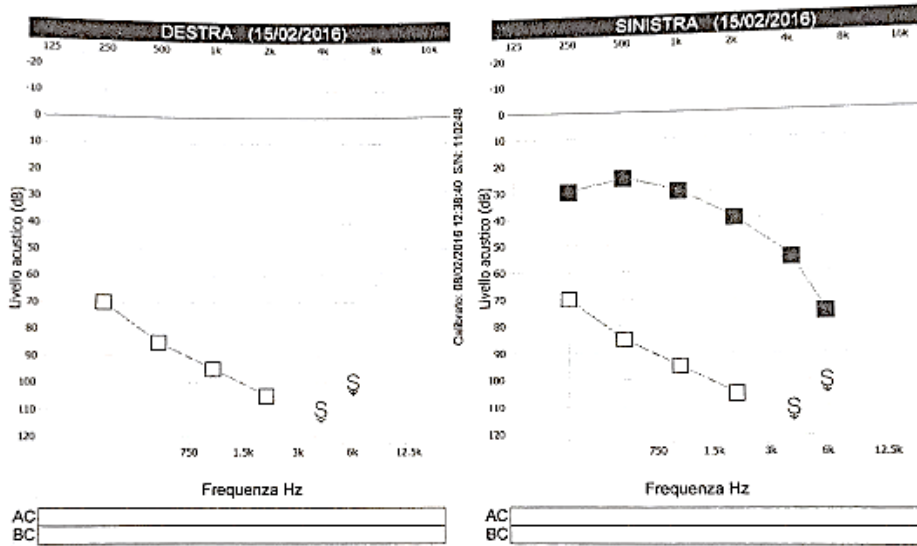 DESTRA (15/02/2016)
125 250 500 1k 2k 4k 8k 16k
-20
-10
0
10
20
30
40
50
60
70
80
90
100
110
120
Livello acustico (dB)
750 1.5k 3k 6k 12.5k
Frequenza Hz
AC
BC
Calibrato: 08/02/2016 12:38:40 S/N: 110248
SINISTRA (15/02/2016)
125 250 500 1k 2k 4k 8k 16k
-20
-10
0
10
20
30
40
50
60
70
80
90
100
110
120
Livello acustico (dB)
750 1.5k 3k 6k 12.5k
Frequenza Hz
AC
BC